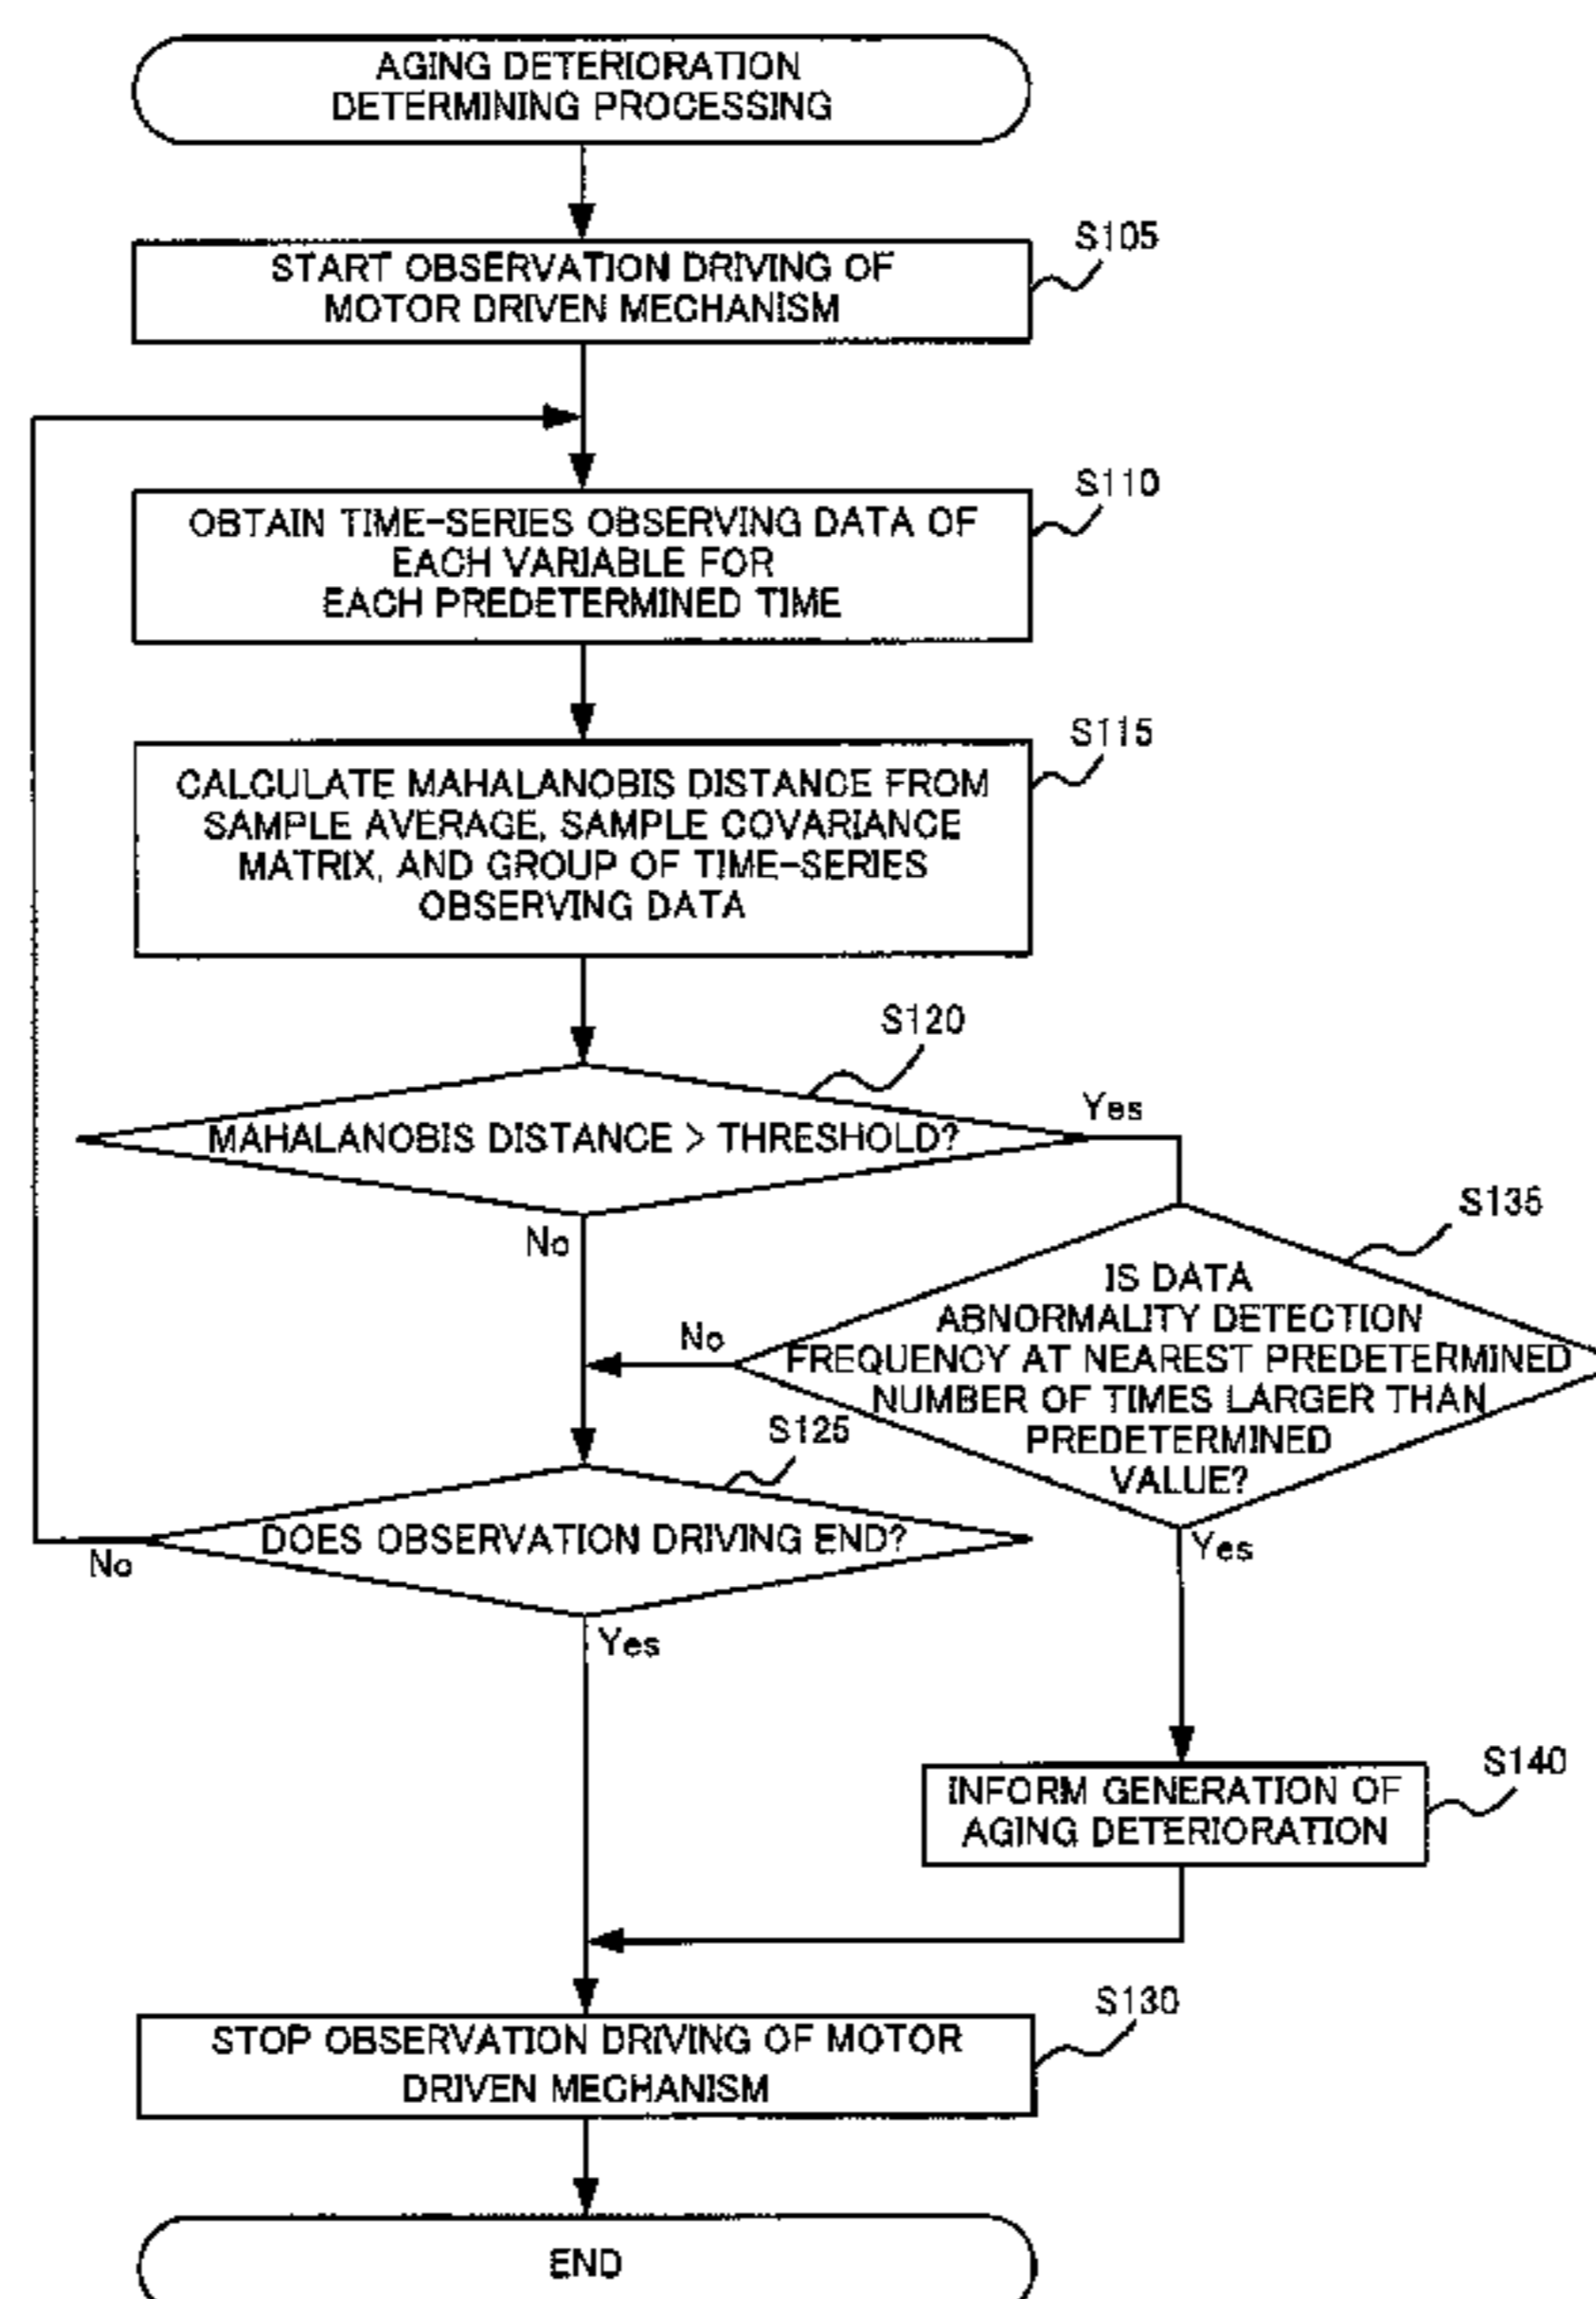 AGING DETERIORATION
DETERMINING PROCESSING
S105
START OBSERVATION DRIVING OF
MOTOR DRIVEN MECHANISM
S110
OBTAIN TIME-SERIES OBSERVING DATA OF
EACH VARIABLE FOR
EACH PREDETERMINED TIME
S115
CALCULATE MAHALANOBIS DISTANCE FROM
SAMPLE AVERAGE, SAMPLE COVARIANCE
MATRIX, AND GROUP OF TIME-SERIES
OBSERVING DATA
S120
MAHALANOBIS DISTANCE > THRESHOLD?
Yes
No
S135
IS DATA
ABNORMALITY DETECTION
FREQUENCY AT NEAREST PREDETERMINED
NUMBER OF TIMES LARGER THAN
PREDETERMINED
VALUE?
No
Yes
S125
DOES OBSERVATION DRIVING END?
No
Yes
S140
INFORM GENERATION OF
AGING DETERIORATION
S130
STOP OBSERVATION DRIVING OF MOTOR
DRIVEN MECHANISM
END